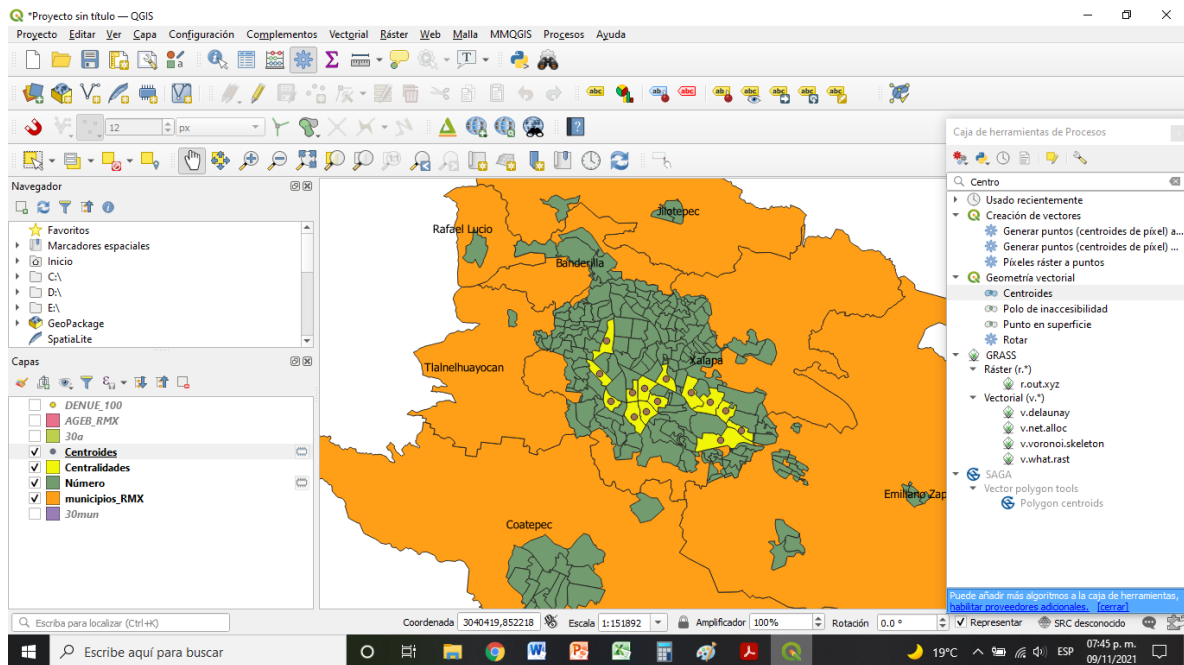 *Proyecto sin título — QGIS
Proyecto Editar Ver Capa Configuración Complementos Vectorial Ráster Web Malla MMQGIS Procesos Ayuda
12 px
Navegador
Favoritos
Marcadores espaciales
Inicio
C:\
D:\
E:\
GeoPackage
SpatiaLite
Capas
DENUE_100
AGEB_RMX
30a
Centroides
Centralidades
Número
municipios_RMX
30mun
Rafael Lucio
Jilotepec
Banderilla
Tlalnelhuayocan
Xalapa
Emiliano Zap
Coatepec
Caja de herramientas de Procesos
Centro
Usado recientemente
Creación de vectores
Generar puntos (centroides de píxel) a...
Generar puntos (centroides de píxel) ...
Píxeles ráster a puntos
Geometría vectorial
Centroides
Polo de inaccesibilidad
Punto en superficie
Rotar
GRASS
Ráster (r.*)
r.out.xyz
Vectorial (v.*)
v.delaunay
v.net.alloc
v.voronoi.skeleton
v.what.rast
SAGA
Vector polygon tools
Polygon centroids
Puede añadir más algoritmos a la caja de herramientas,
habilitar proveedores adicionales. [cerrar]
Escriba para localizar (Ctrl+K)
Coordenada 3040419,852218 Escala 1:151892 Amplificador 100% Rotación 0.0 ° Representar SRC desconocido
Escribe aquí para buscar
19°C ESP 07:45 p. m.
09/11/2021